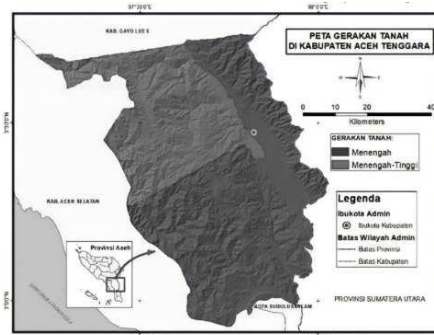 PETA GERAKAN TANAH
DI KABUPATEN ACEH TENGGARA
0 10 20 40
Kilometers
GERAKAN TANAH:
Menengah
Menengah-Tinggi
Legenda
Ibukota Admin
Ibukota Kabupaten
Batas Wilayah Admin
Batas Provinsi
Batas Kabupaten
KAB. GAYO LUES
KAB. ACEH SELATAN
Provinsi Aceh
KOTA SUBULUSSALAM
PROVINSI SUMATERA UTARA